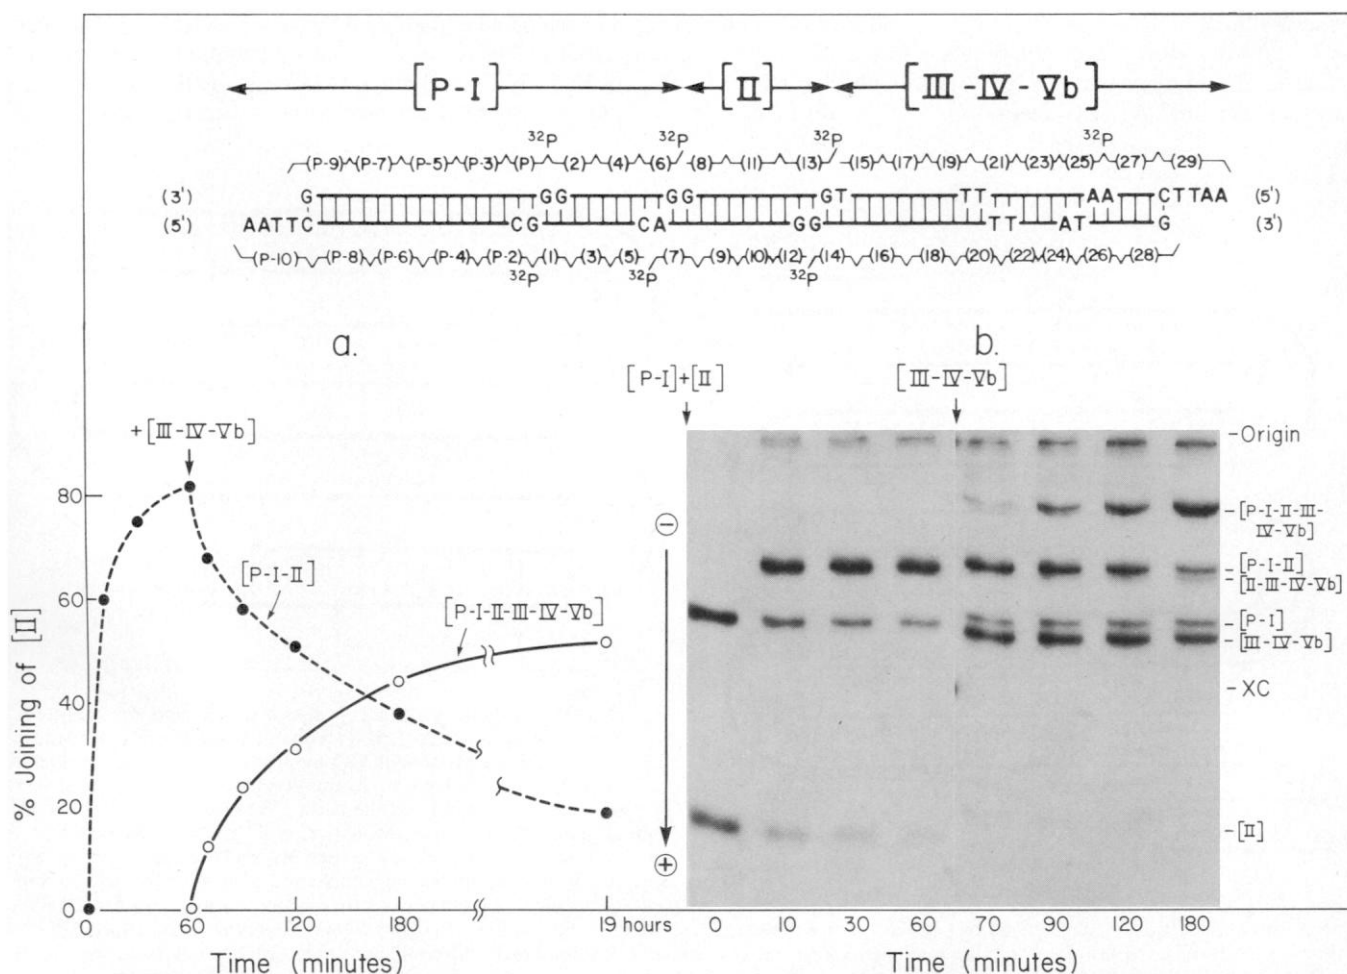 [P-I] [II] [III-IV-Vb]
32P 32P 32P 32P
(P-9) (P-7) (P-5) (P-3) (P) (2) (4) (6) (8) (11) (13) (15) (17) (19) (21) (23) (25) (27) (29)
(3') G GG GG GT TT AA CTTAA (5')
(5') AATTC CG CA GG TT AT G (3')
(P-10) (P-8) (P-6) (P-4) (P-2) (1) (3) (5) (7) (9) (10) (12) (14) (16) (18) (20) (22) (24) (26) (28)
32P 32P 32P
a.
+[III-IV-Vb]
[P-I-II]
[P-I-II-III-IV-Vb]
% Joining of [II]
80
60
40
20
0
0 60 120 180 19 hours
Time (minutes)
b.
[P-I]+[II] [III-IV-Vb]
−
+
Origin
[P-I-II-III-
IV-Vb]
[P-I-II]
[II-III-IV-Vb]
[P-I]
[III-IV-Vb]
XC
[II]
0 10 30 60 70 90 120 180
Time (minutes)